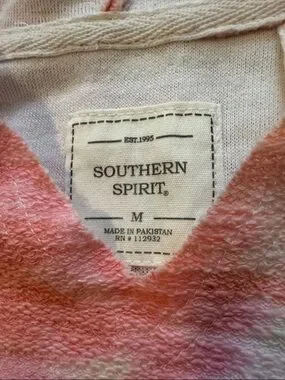 EST.1995
SOUTHERN
SPIRIT®
M
MADE IN PAKISTAN
RN # 112932